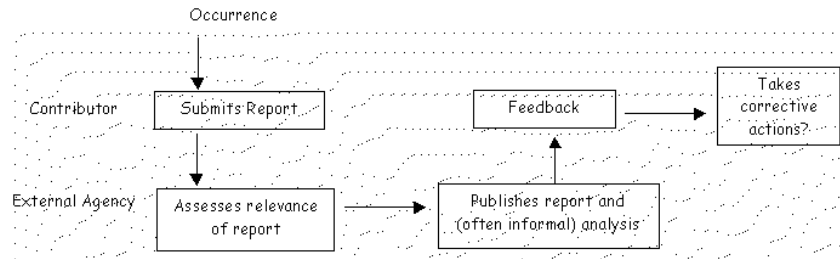 Occurrence
Contributor
Submits Report
Feedback
Takes
corrective
actions?
External Agency
Assesses relevance
of report
Publishes report and
(often informal) analysis